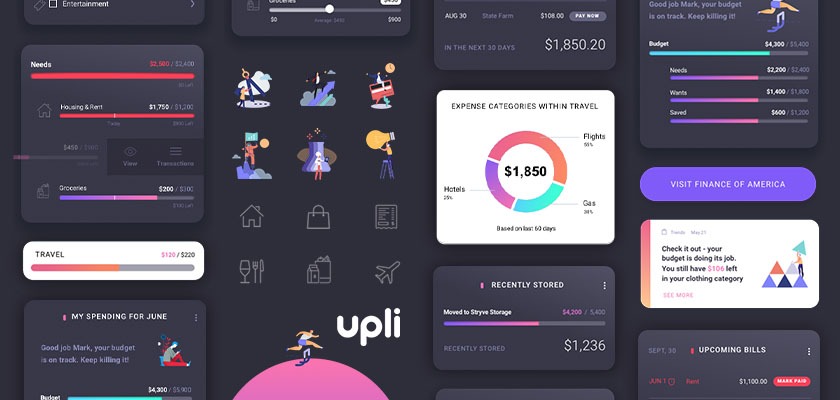 Entertainment
Needs
$2,500 / $2,400
Housing & Rent
$1,750 / $1,200
Today
$450 / $100
View
Transactions
Groceries
$200 / $300
TRAVEL
$120 / $220
MY SPENDING FOR JUNE
Good job Mark, your budget
is on track. Keep killing it!
Budget
$4,300 / $5,900
Groceries
$450
$0
Average: $450
$900
upli
AUG 30
State Farm
$108.00
PAY NOW
IN THE NEXT 30 DAYS
$1,850.20
EXPENSE CATEGORIES WITHIN TRAVEL
Flights
55%
$1,850
Hotels
25%
Gas
Based on last 60 days
RECENTLY STORED
Moved to Stryve Storage
$4,200 / 5,400
RECENTLY STORED
$1,236
Good job Mark, your budget
is on track. Keep killing it!
Budget
$4,300 / $5,400
Needs
$2,200 / $2,400
Wants
$1,400 / $1,800
Saved
$600 / $1,200
VISIT FINANCE OF AMERICA
Trends
May 21
Check it out - your
budget is doing its job.
You still have $106 left
in your clothing category
SEE MORE
SEPT, 30
UPCOMING BILLS
JUN 1
Rent
$1,100.00
MARK PAID